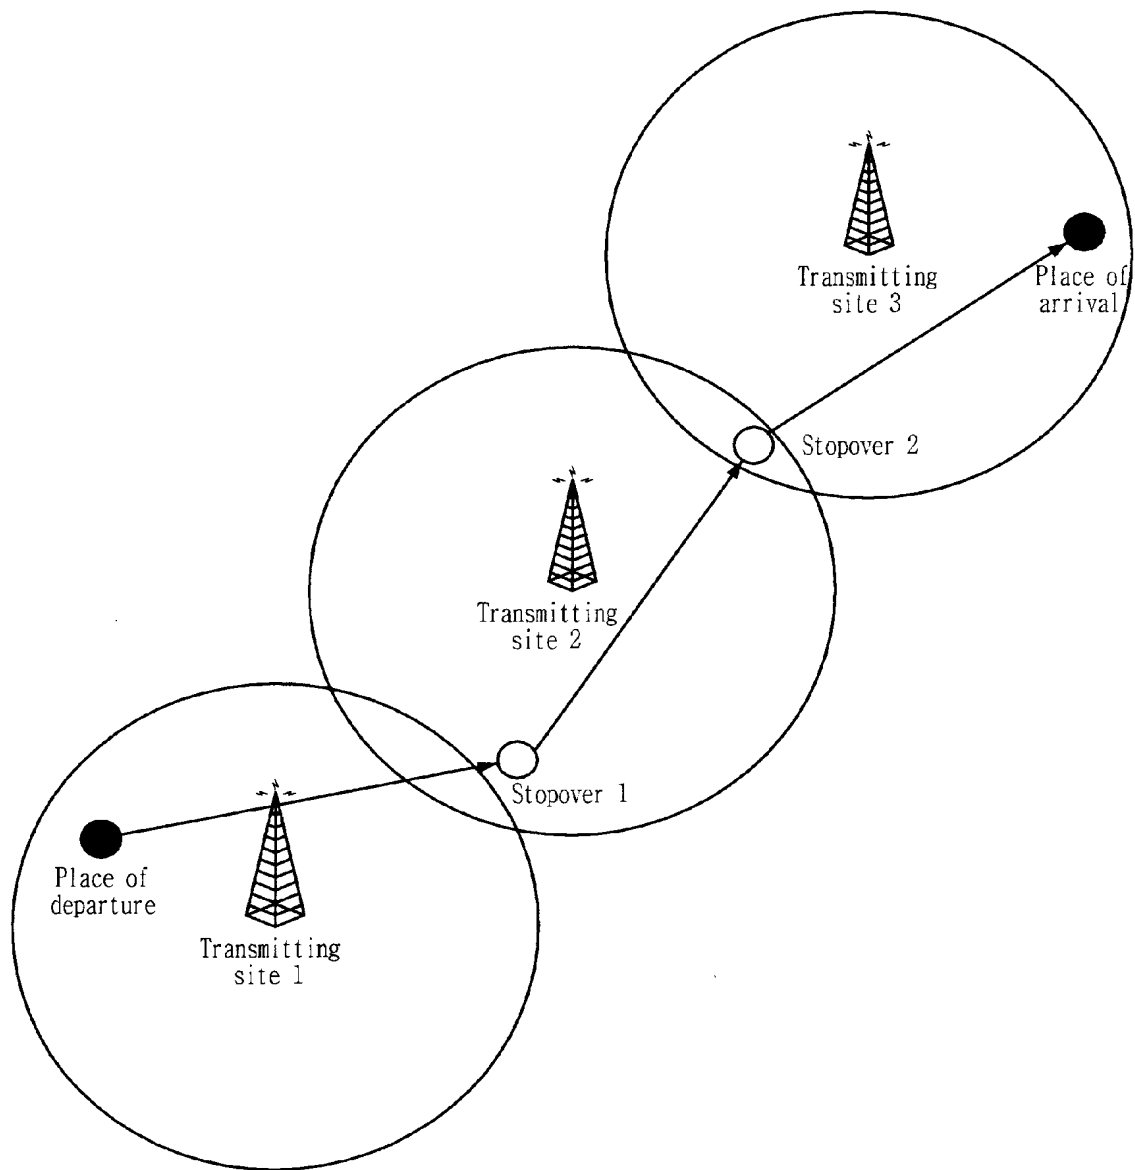 Transmitting
site 3
Place of
arrival
Stopover 2
Transmitting
site 2
Stopover 1
Place of
departure
Transmitting
site 1